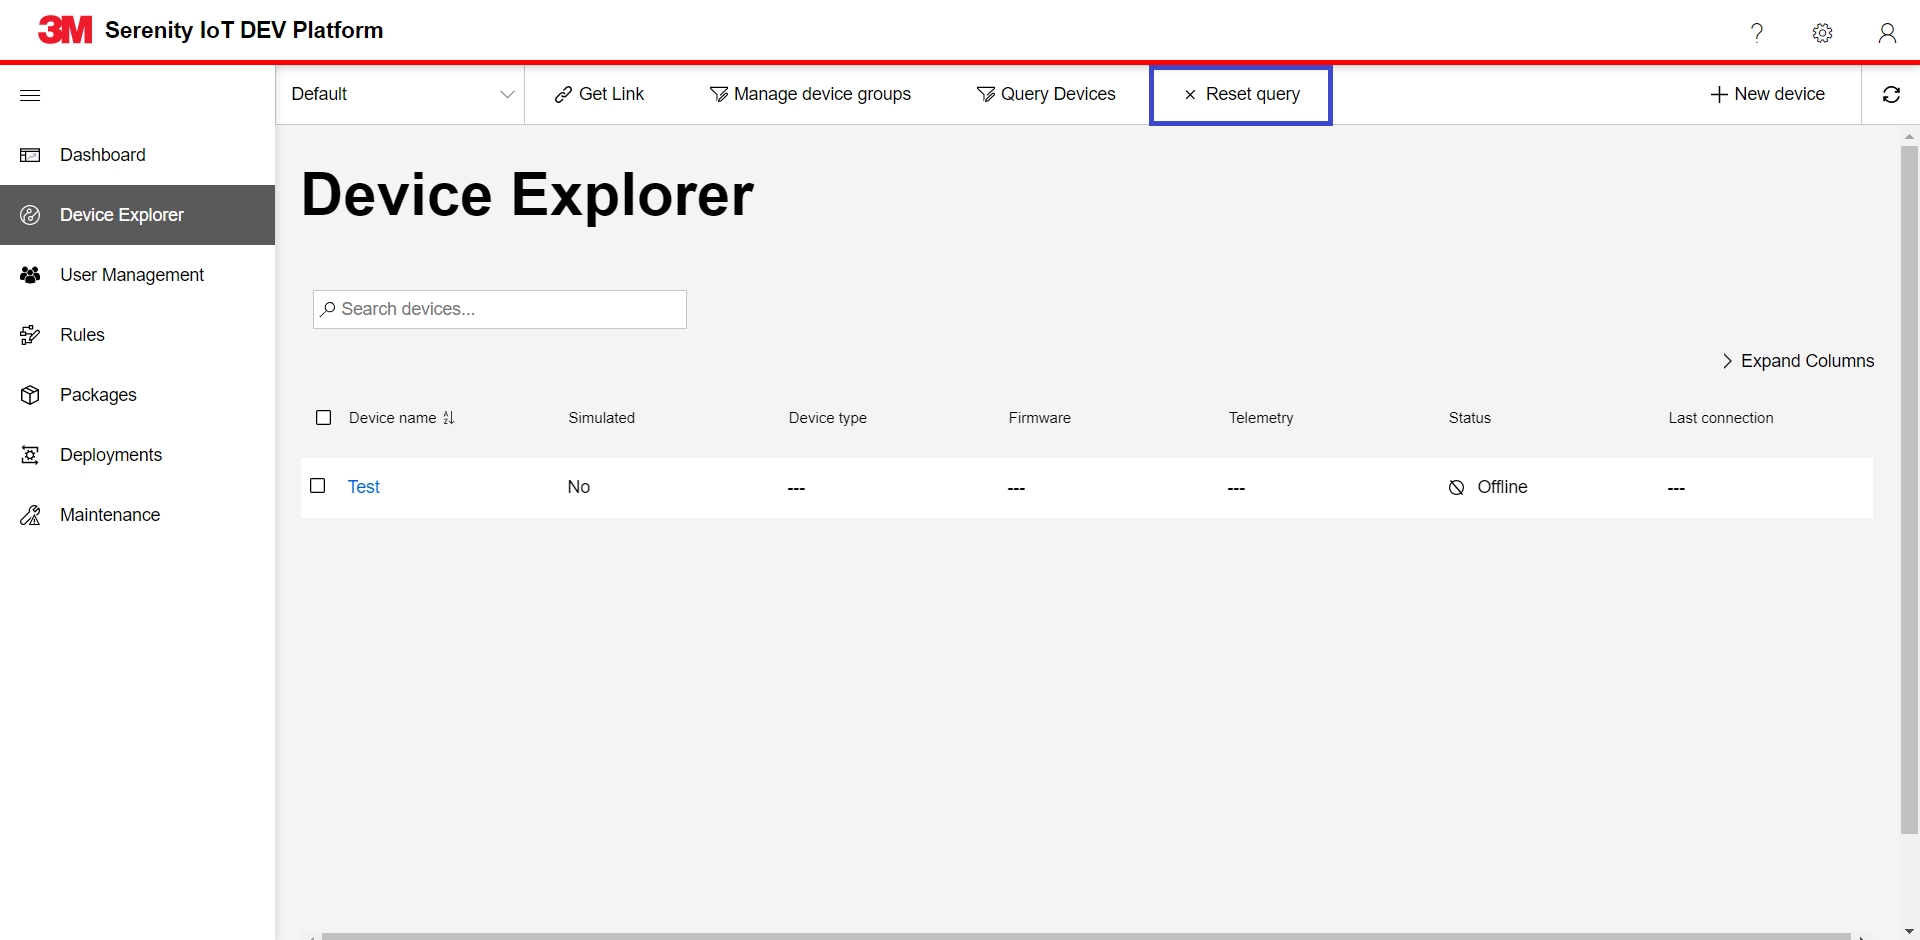 3M Serenity IoT DEV Platform
Default
Get Link
Manage device groups
Query Devices
Reset query
New device
Dashboard
Device Explorer
User Management
Rules
Packages
Deployments
Maintenance
Device Explorer
Search devices...
Expand Columns
Device name Simulated Device type Firmware Telemetry Status Last connection
Test No --- --- --- Offline ---